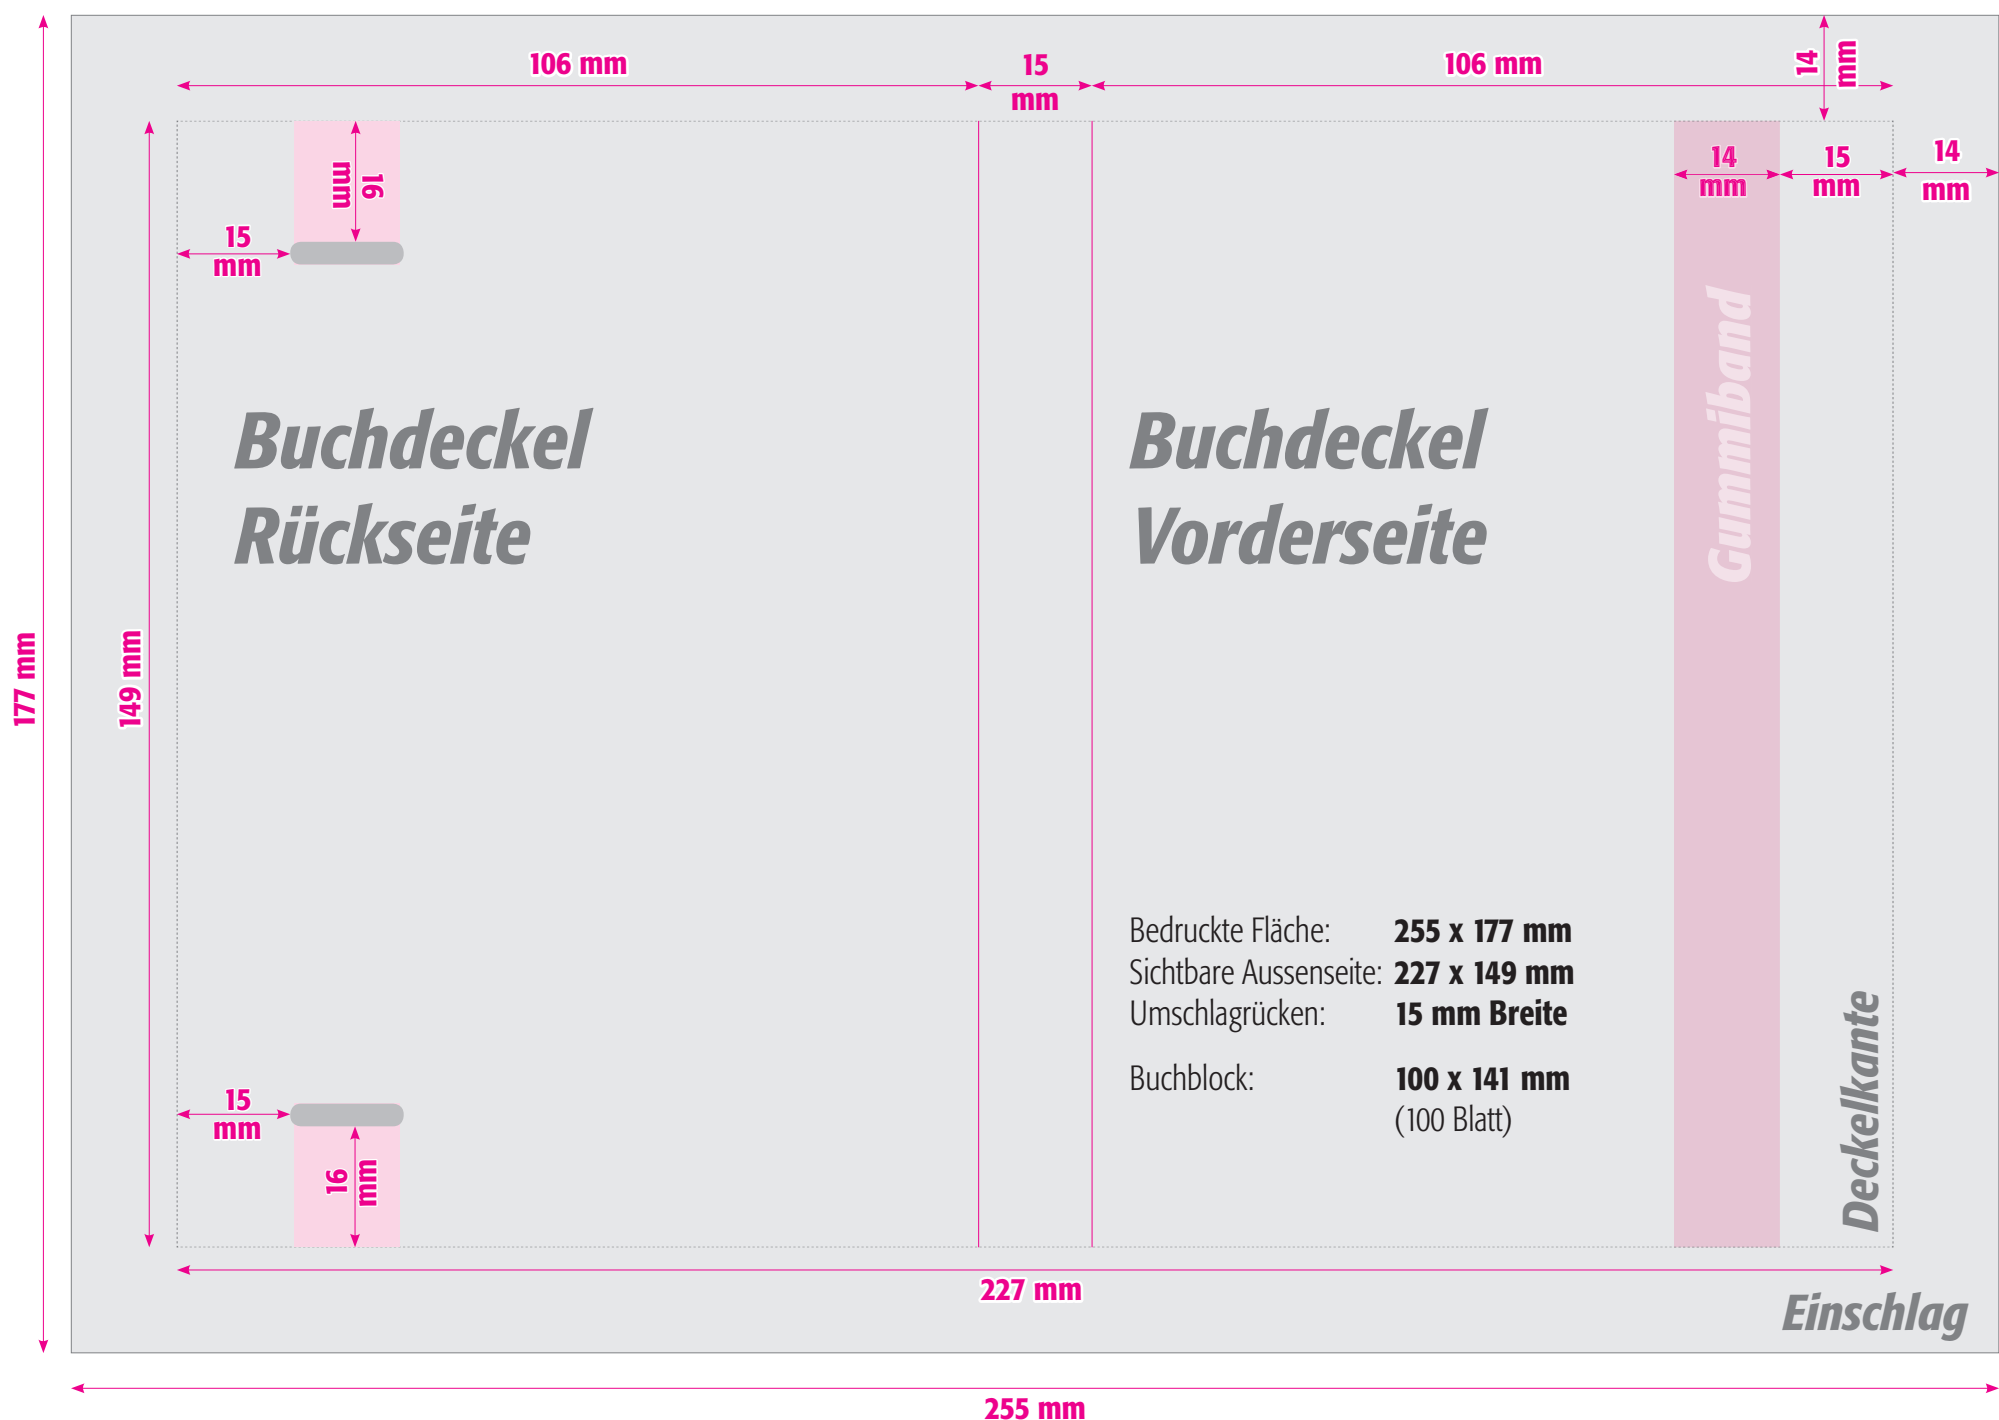 106 mm
15
mm
106 mm
14
mm
16
mm
14
mm
15
mm
14
mm
15
mm
Gummiband
Buchdeckel
Rückseite
Buchdeckel
Vorderseite
177 mm
149 mm
Bedruckte Fläche: 255 x 177 mm
Sichtbare Aussenseite: 227 x 149 mm
Umschlagrücken: 15 mm Breite
Buchblock: 100 x 141 mm
(100 Blatt)
15
mm
16
mm
Deckelkante
227 mm
Einschlag
255 mm